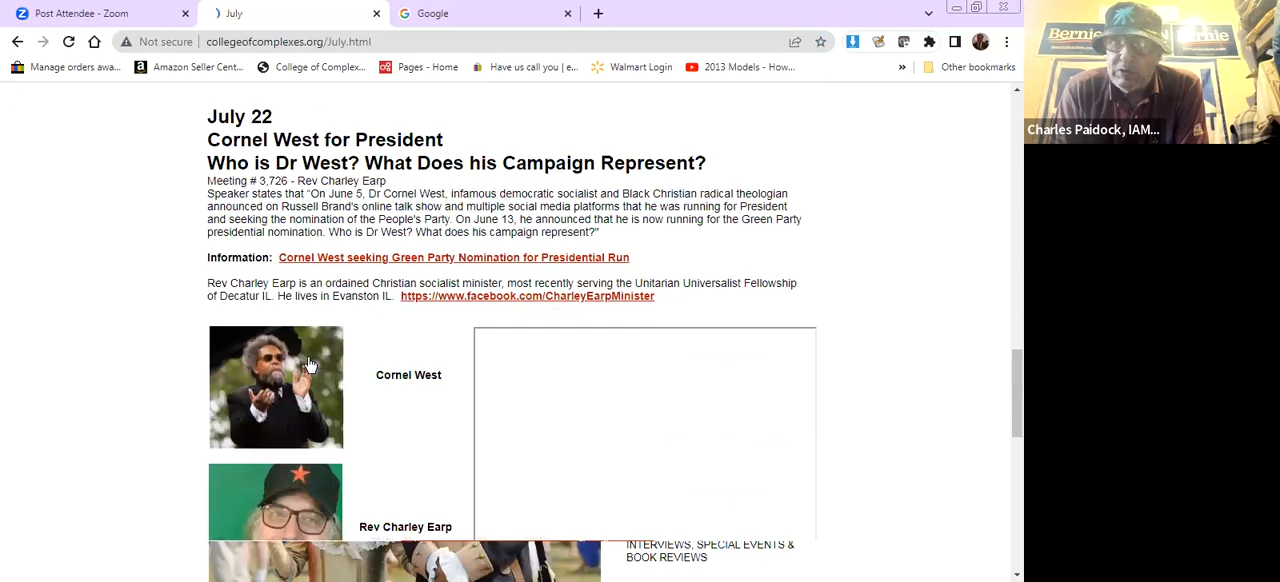 Post Attendee - Zoom
July
Google
Not secure
collegeofcomplexes.org/July.html
Manage orders awa...
Amazon Seller Cent...
College of Complex...
Pages - Home
Have us call you | e...
Walmart Login
2013 Models - How...
»
Other bookmarks
July 22
Cornel West for President
Who is Dr West? What Does his Campaign Represent?
Meeting # 3,726 - Rev Charley Earp
Speaker states that "On June 5, Dr Cornel West, infamous democratic socialist and Black Christian radical theologian
announced on Russell Brand's online talk show and multiple social media platforms that he was running for President
and seeking the nomination of the People's Party. On June 13, he announced that he is now running for the Green Party
presidential nomination. Who is Dr West? What does his campaign represent?"
Information: Cornel West seeking Green Party Nomination for Presidential Run
Rev Charley Earp is an ordained Christian socialist minister, most recently serving the Unitarian Universalist Fellowship
of Decatur IL. He lives in Evanston IL. https://www.facebook.com/CharleyEarpMinister
Cornel West
Rev Charley Earp
INTERVIEWS, SPECIAL EVENTS &
BOOK REVIEWS
Bernie
Bernie
Charles Paidock, IAM...